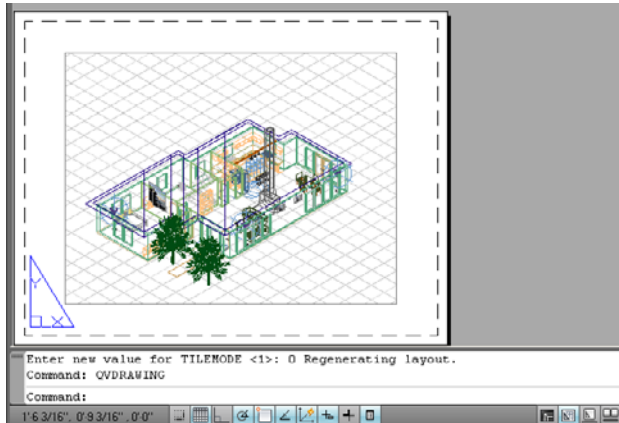 Y
X
Enter new value for TILEMODE <1>: 0 Regenerating layout.
Command: QVDRAWING
Command:
1'6 3/16", 0'9 3/16" , 0'0"